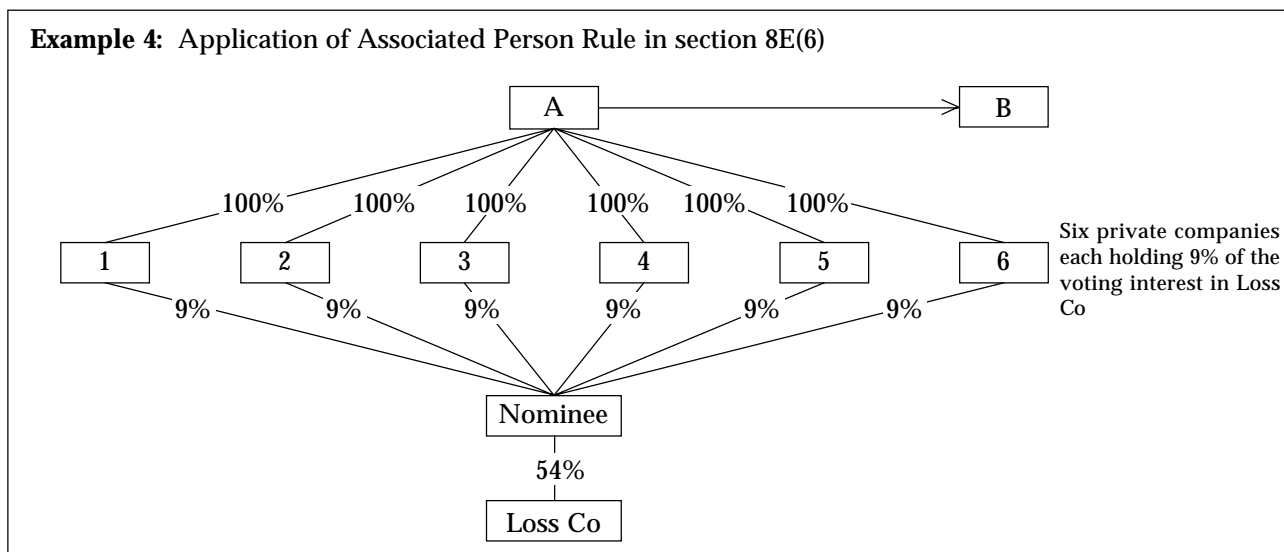 Example 4: Application of Associated Person Rule in section 8E(6)
A
B
100%
100%
100%
100%
100%
100%
1
2
3
4
5
6
Six private companies
each holding 9% of the
voting interest in Loss
Co
9%
9%
9%
9%
9%
9%
Nominee
54%
Loss Co